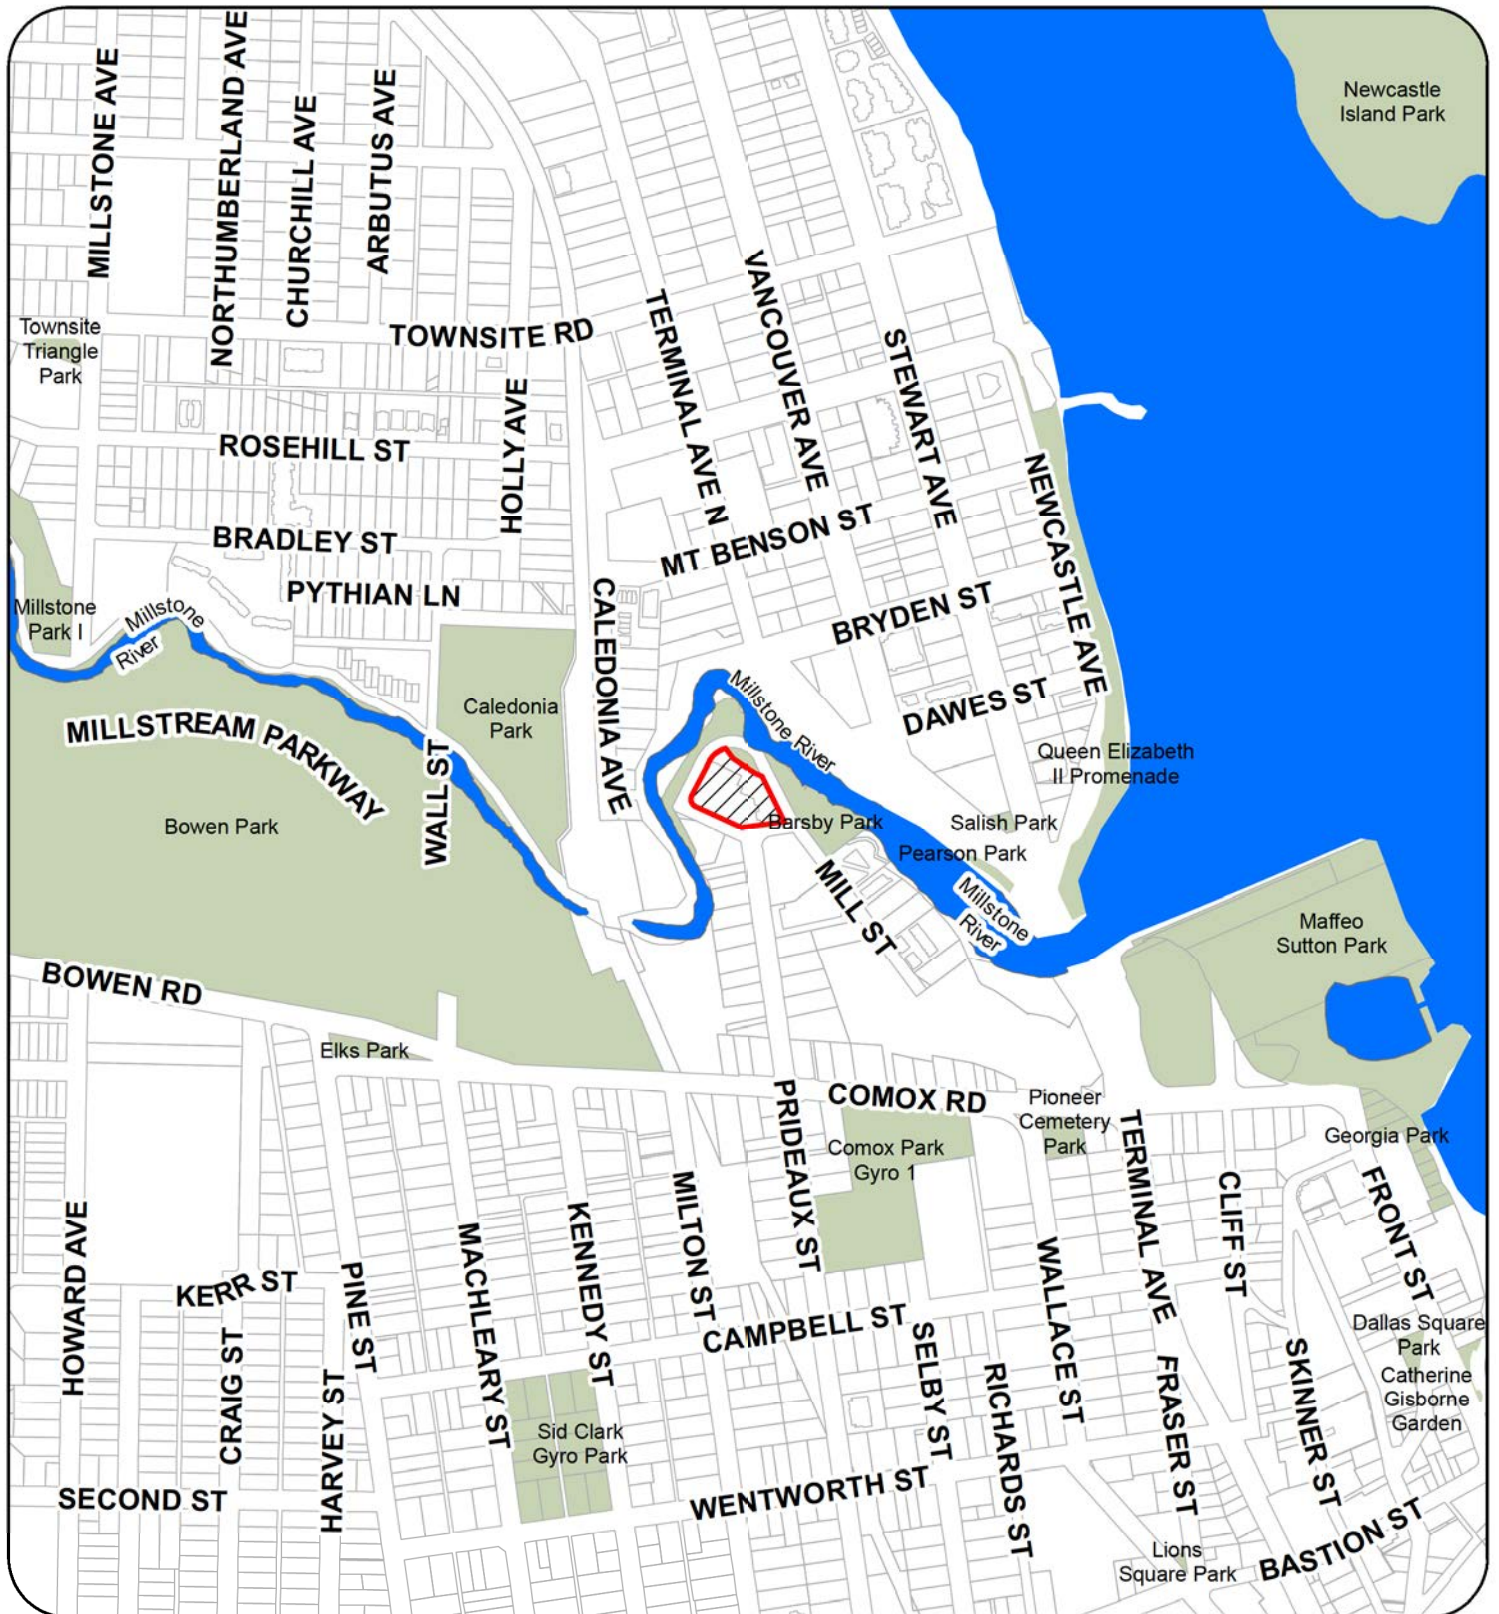 MILLSTONE AVE
NORTHUMBERLAND AVE
CHURCHILL AVE
ARBUTUS AVE
Newcastle
Island Park
Townsite
Triangle
Park
TOWNSITE RD
TERMINAL AVE N
VANCOUVER AVE
STEWART AVE
HOLLY AVE
ROSEHILL ST
NEWCASTLE AVE
BRADLEY ST
MT BENSON ST
PYTHIAN LN
Millstone
Park I
Millstone
River
CALEDONIA AVE
BRYDEN ST
Caledonia
Park
Millstone River
DAWES ST
MILLSTREAM PARKWAY
WALL ST
Queen Elizabeth
II Promenade
Bowen Park
Barsby Park
Salish Park
Pearson Park
MILL ST
Millstone
River
Maffeo
Sutton Park
BOWEN RD
Elks Park
COMOX RD
PRIDEAUX ST
Pioneer
Cemetery
Park
Comox Park
Gyro 1
TERMINAL AVE
Georgia Park
CLIFF ST
FRONT ST
HOWARD AVE
MACHLEARY ST
KENNEDY ST
MILTON ST
WALLACE ST
KERR ST
PINE ST
CAMPBELL ST
Dallas Square
Park
Catherine
Gisborne
Garden
CRAIG ST
HARVEY ST
SELBY ST
RICHARDS ST
FRASER ST
SKINNER ST
Sid Clark
Gyro Park
SECOND ST
WENTWORTH ST
BASTION ST
Lions
Square Park